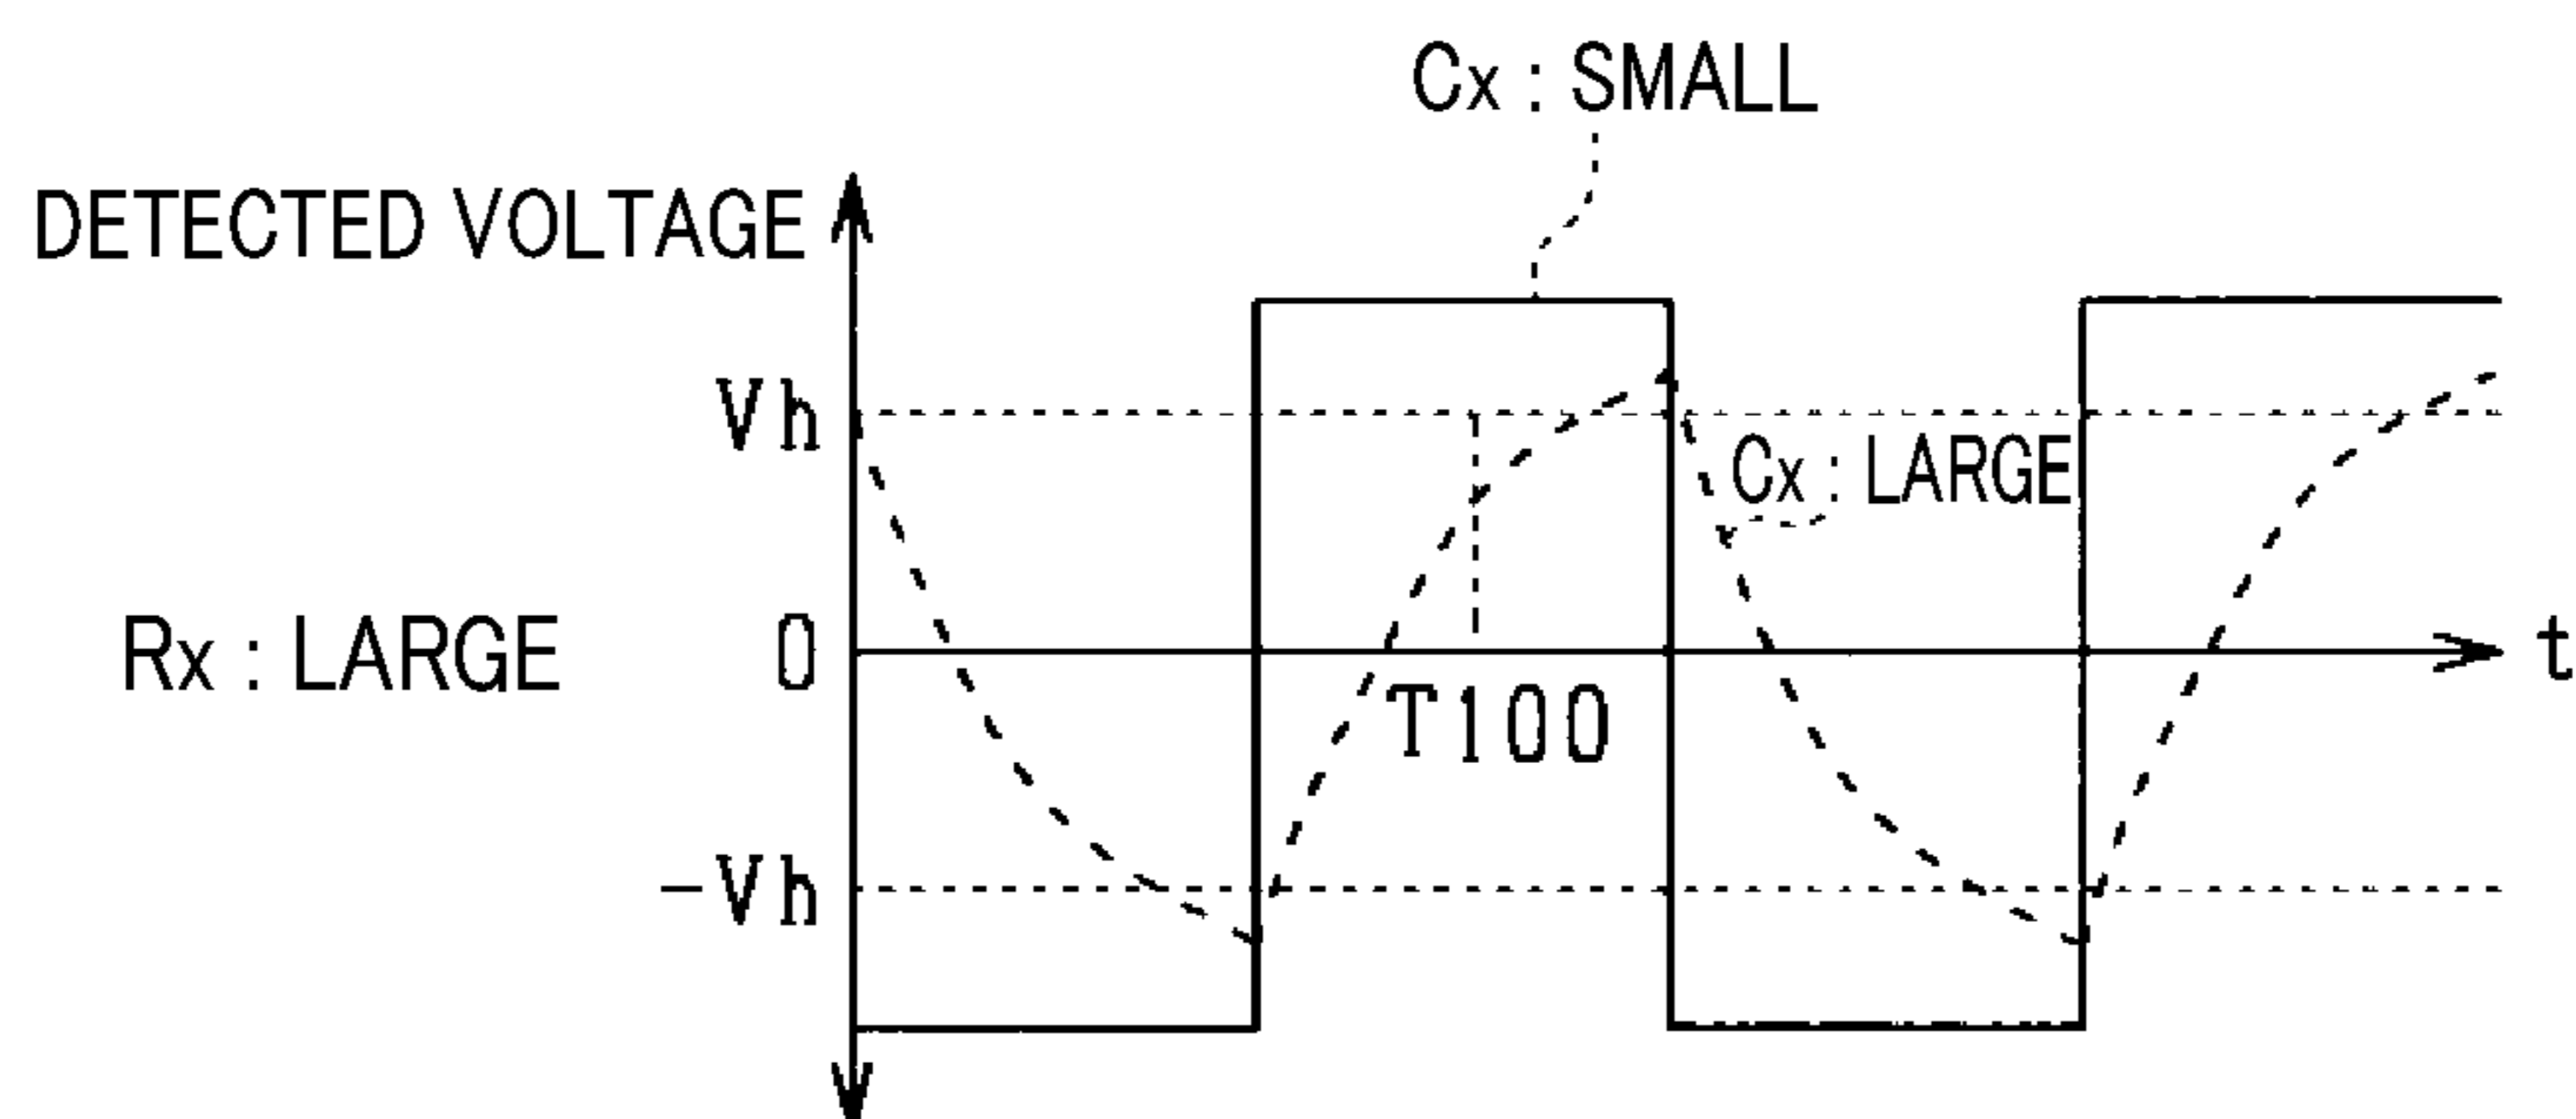 Cx : SMALL
DETECTED VOLTAGE
Vh
Cx : LARGE
Rx : LARGE
0
t
T100
-Vh